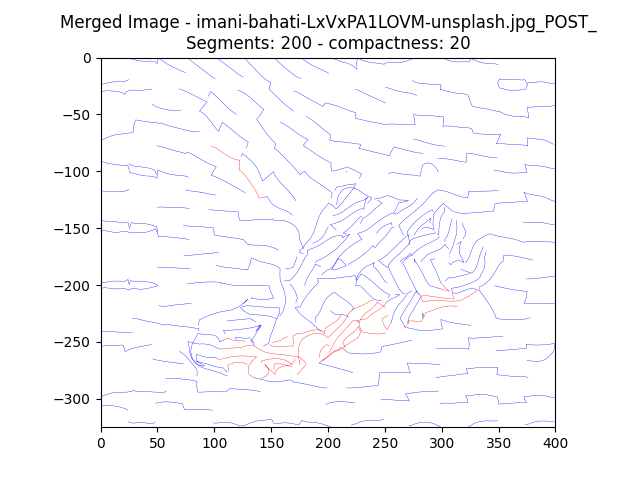 Merged Image - imani-bahati-LxVxPA1LOVM-unsplash.jpg_POST_
Segments: 200 - compactness: 20
0
−50
−100
−150
−200
−250
−300
0 50 100 150 200 250 300 350 400